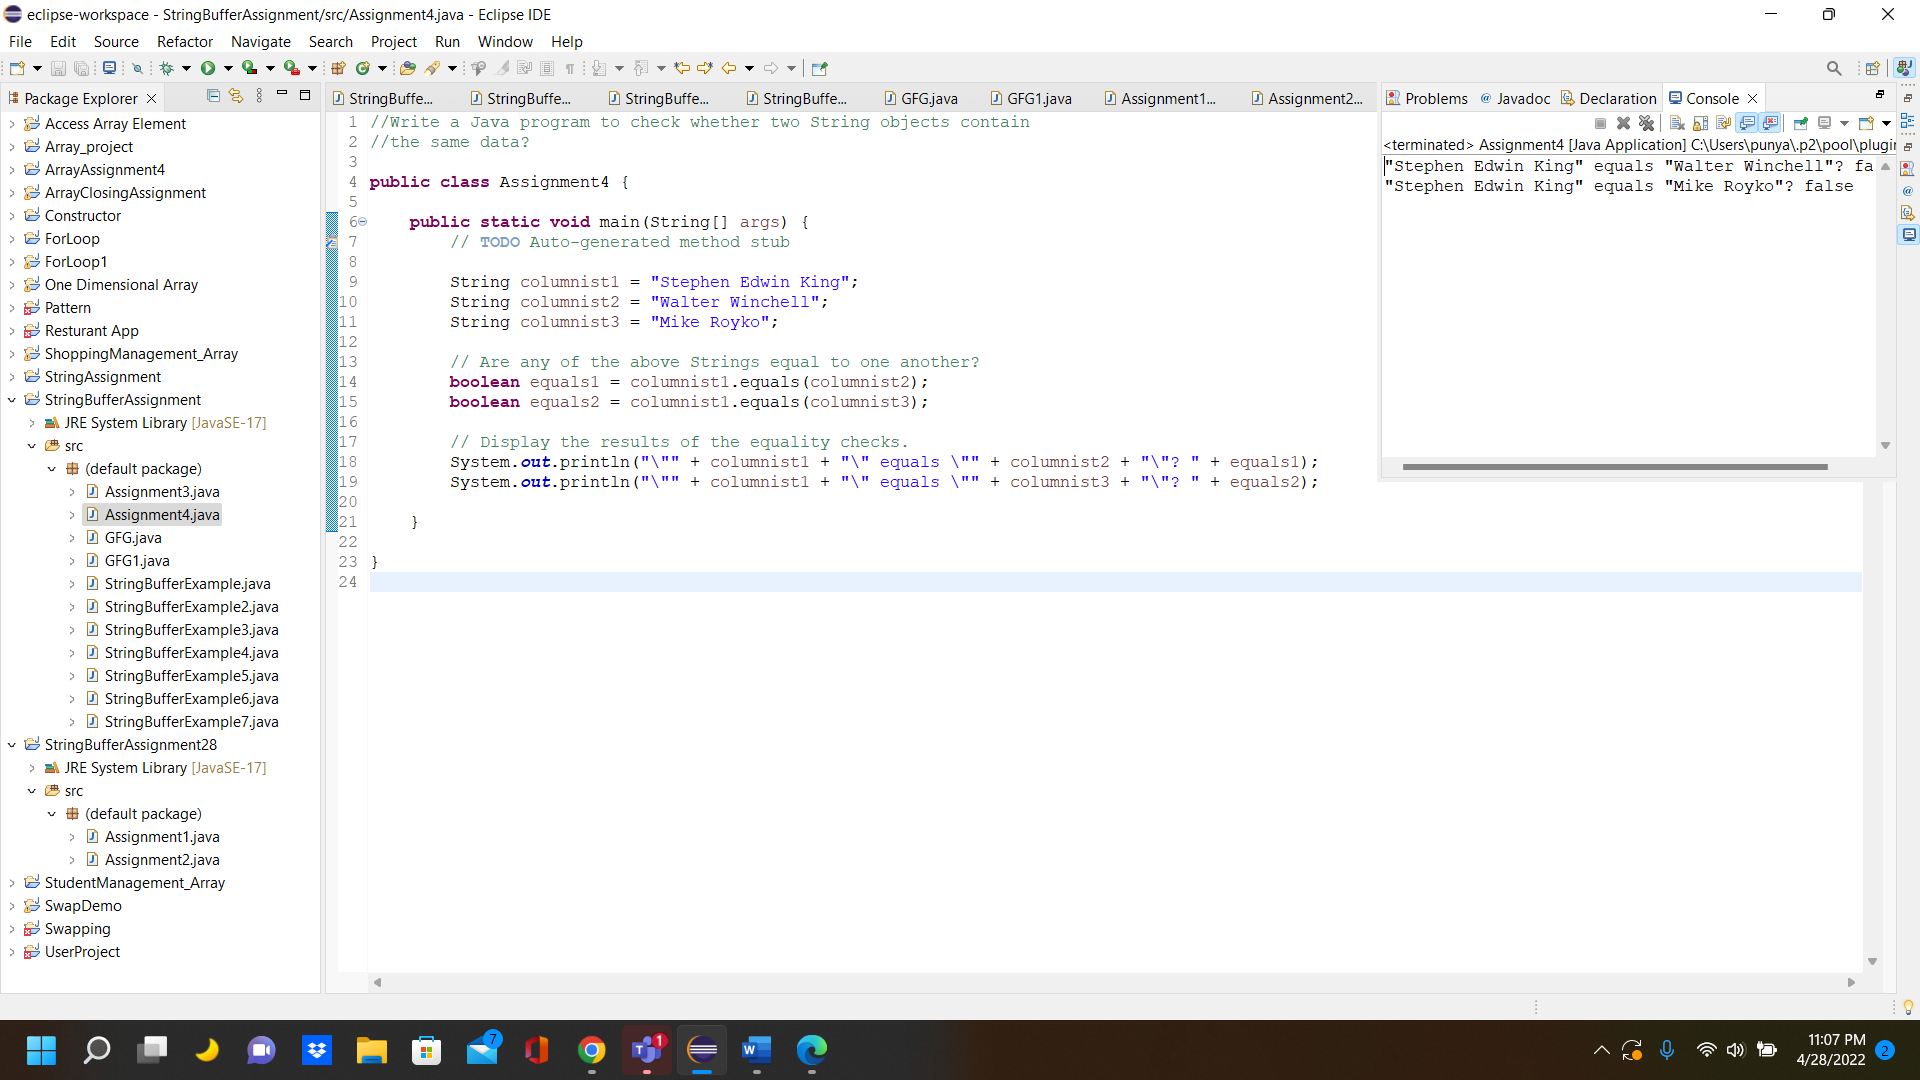 eclipse-workspace - StringBufferAssignment/src/Assignment4.java - Eclipse IDE
File Edit Source Refactor Navigate Search Project Run Window Help
Package Explorer
Access Array Element
Array_project
ArrayAssignment4
ArrayClosingAssignment
Constructor
ForLoop
ForLoop1
One Dimensional Array
Pattern
Resturant App
ShoppingManagement_Array
StringAssignment
StringBufferAssignment
JRE System Library [JavaSE-17]
src
(default package)
Assignment3.java
Assignment4.java
GFG.java
GFG1.java
StringBufferExample.java
StringBufferExample2.java
StringBufferExample3.java
StringBufferExample4.java
StringBufferExample5.java
StringBufferExample6.java
StringBufferExample7.java
StringBufferAssignment28
JRE System Library [JavaSE-17]
src
(default package)
Assignment1.java
Assignment2.java
StudentManagement_Array
SwapDemo
Swapping
UserProject
StringBuffe... StringBuffe... StringBuffe... StringBuffe... GFG.java GFG1.java Assignment1... Assignment2...
1 //Write a Java program to check whether two String objects contain
2 //the same data?
3
4 public class Assignment4 {
5
6 public static void main(String[] args) {
7 // TODO Auto-generated method stub
8
9 String columnist1 = "Stephen Edwin King";
10 String columnist2 = "Walter Winchell";
11 String columnist3 = "Mike Royko";
12
13 // Are any of the above Strings equal to one another?
14 boolean equals1 = columnist1.equals(columnist2);
15 boolean equals2 = columnist1.equals(columnist3);
16
17 // Display the results of the equality checks.
18 System.out.println("\"" + columnist1 + "\" equals \"" + columnist2 + "\"? " + equals1);
19 System.out.println("\"" + columnist1 + "\" equals \"" + columnist3 + "\"? " + equals2);
20
21 }
22
23 }
24
Problems @ Javadoc Declaration Console
<terminated> Assignment4 [Java Application] C:\Users\punya\.p2\pool\plugin
"Stephen Edwin King" equals "Walter Winchell"? fa
"Stephen Edwin King" equals "Mike Royko"? false
7
1
11:07 PM
4/28/2022
2